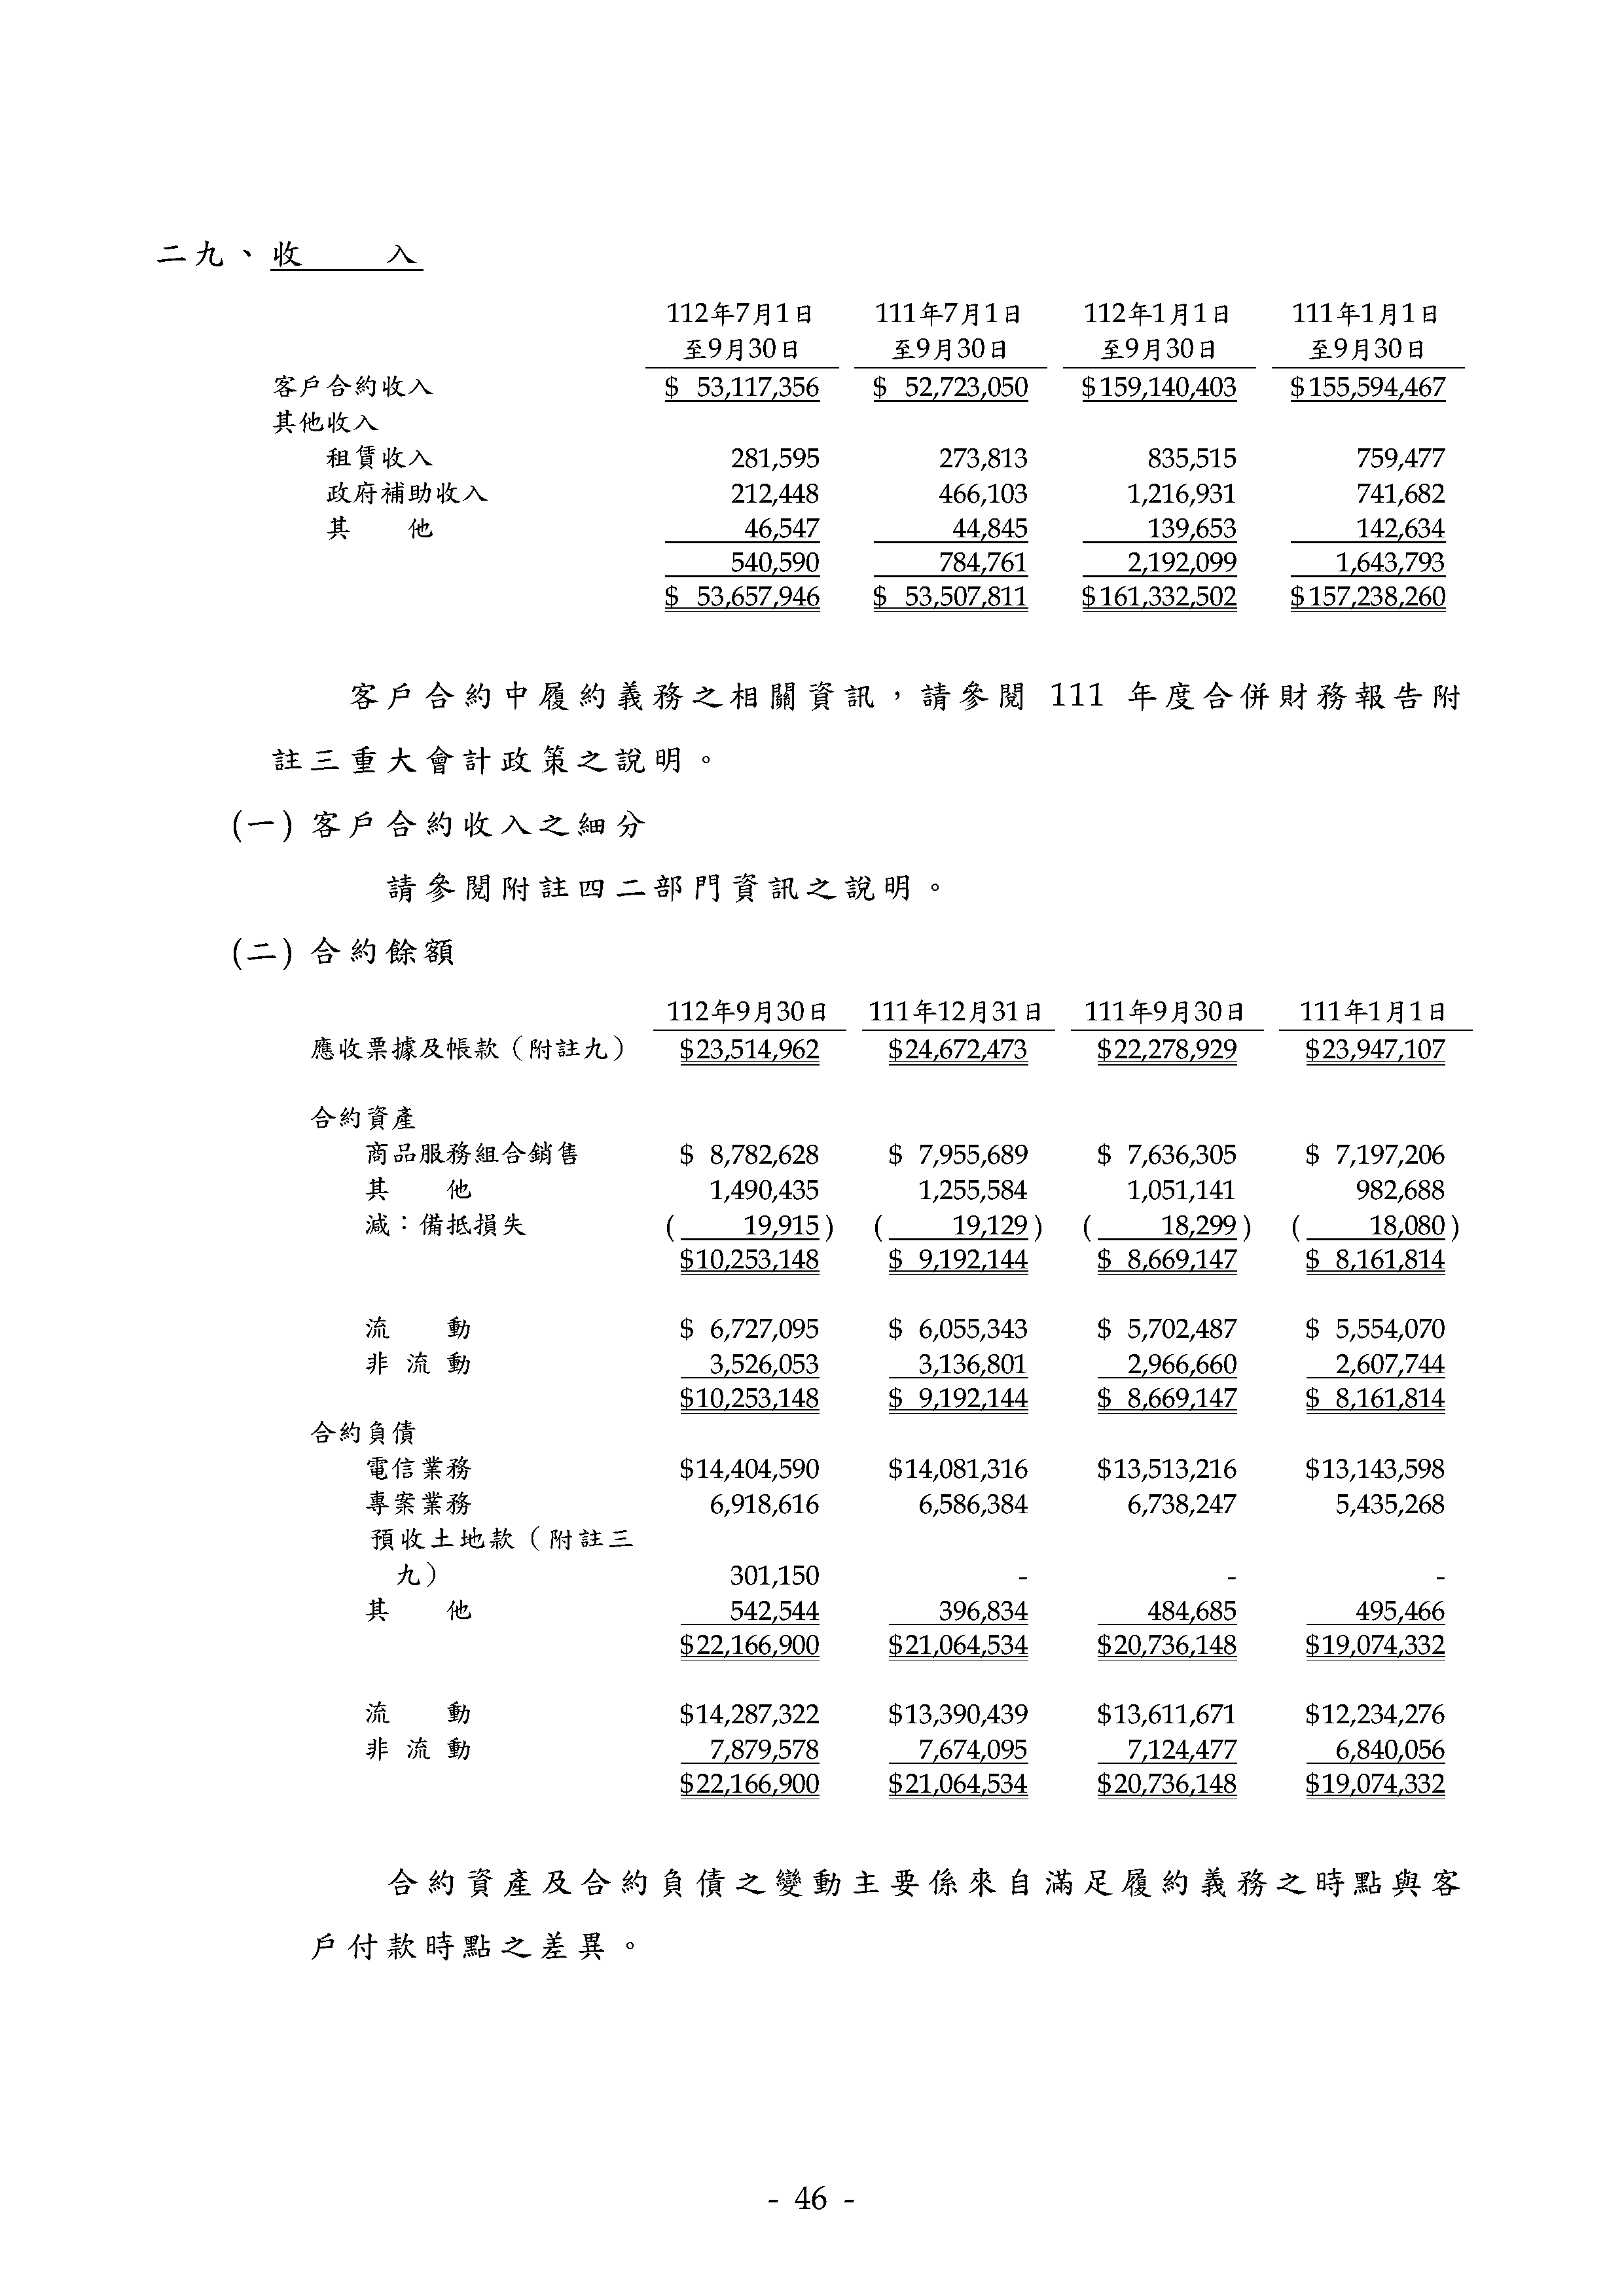 二九、收　　入
112年7月1日 111年7月1日 112年1月1日 111年1月1日
至9月30日 至9月30日 至9月30日 至9月30日
客戶合約收入 $ 53,117,356 $ 52,723,050 $159,140,403 $155,594,467
其他收入
租賃收入 281,595 273,813 835,515 759,477
政府補助收入 212,448 466,103 1,216,931 741,682
其　　他 46,547 44,845 139,653 142,634
540,590 784,761 2,192,099 1,643,793
$ 53,657,946 $ 53,507,811 $161,332,502 $157,238,260
客戶合約中履約義務之相關資訊，請參閱 111 年度合併財務報告附
註三重大會計政策之說明。
(一) 客戶合約收入之細分
請參閱附註四二部門資訊之說明。
(二) 合約餘額
112年9月30日 111年12月31日 111年9月30日 111年1月1日
應收票據及帳款（附註九） $23,514,962 $24,672,473 $22,278,929 $23,947,107
合約資產
商品服務組合銷售 $ 8,782,628 $ 7,955,689 $ 7,636,305 $ 7,197,206
其　　他 1,490,435 1,255,584 1,051,141 982,688
減：備抵損失 ( 19,915 ) ( 19,129 ) ( 18,299 ) ( 18,080 )
$10,253,148 $ 9,192,144 $ 8,669,147 $ 8,161,814
流　　動 $ 6,727,095 $ 6,055,343 $ 5,702,487 $ 5,554,070
非 流 動 3,526,053 3,136,801 2,966,660 2,607,744
$10,253,148 $ 9,192,144 $ 8,669,147 $ 8,161,814
合約負債
電信業務 $14,404,590 $14,081,316 $13,513,216 $13,143,598
專案業務 6,918,616 6,586,384 6,738,247 5,435,268
預收土地款（附註三
九） 301,150 - - -
其　　他 542,544 396,834 484,685 495,466
$22,166,900 $21,064,534 $20,736,148 $19,074,332
流　　動 $14,287,322 $13,390,439 $13,611,671 $12,234,276
非 流 動 7,879,578 7,674,095 7,124,477 6,840,056
$22,166,900 $21,064,534 $20,736,148 $19,074,332
合約資產及合約負債之變動主要係來自滿足履約義務之時點與客
戶付款時點之差異。
- 46 -